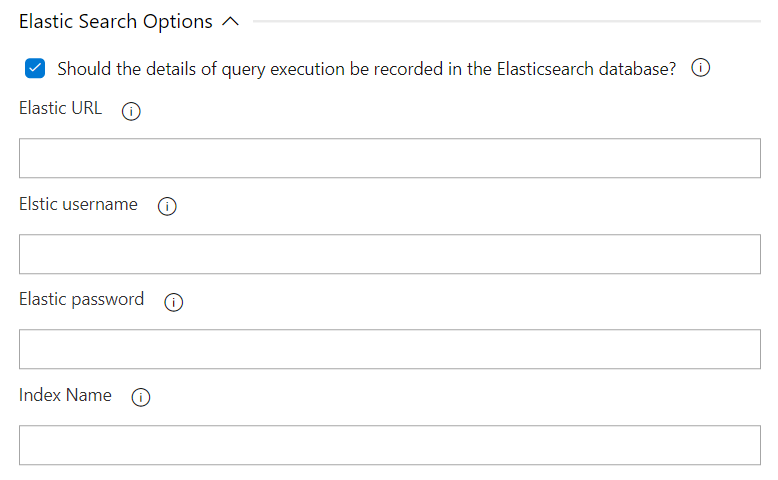 Elastic Search Options
Should the details of query execution be recorded in the Elasticsearch database?
Elastic URL
Elstic username
Elastic password
Index Name